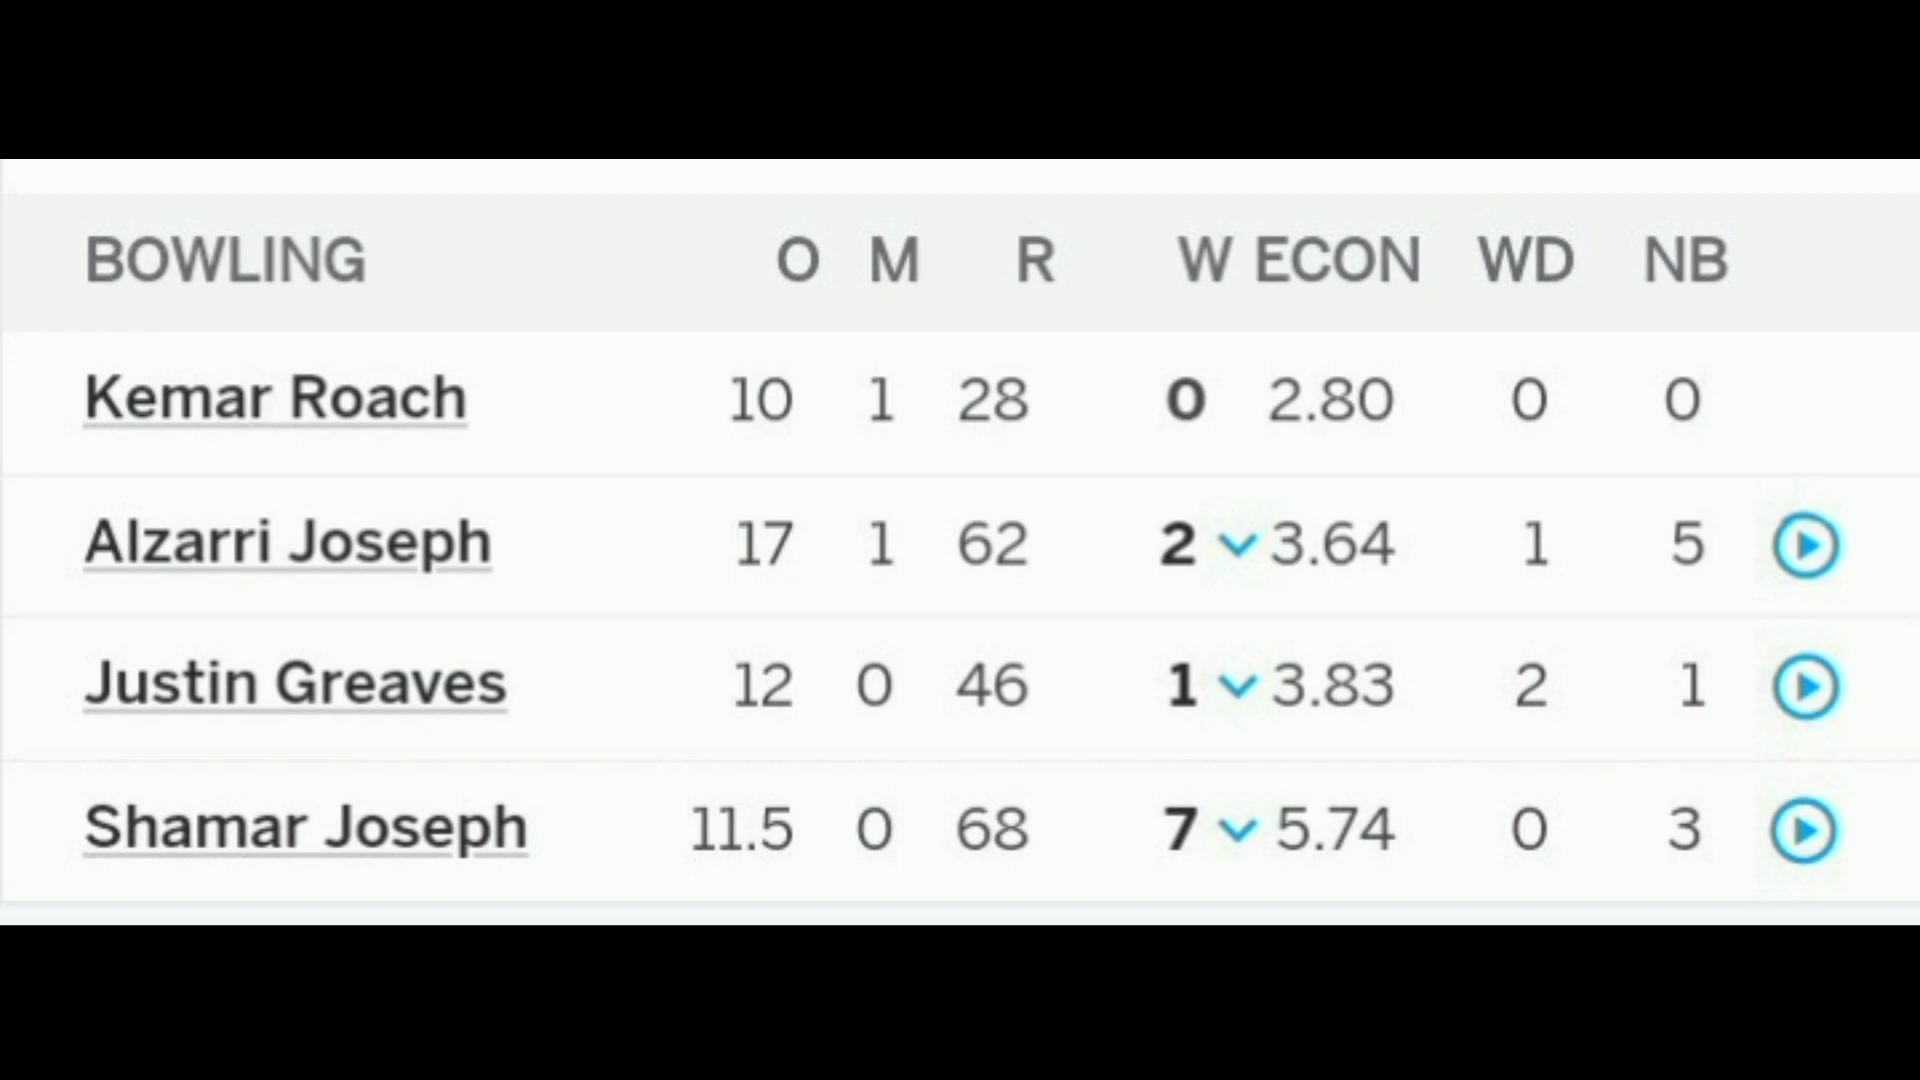 BOWLING O M R W ECON WD NB
Kemar Roach 10 1 28 0 2.80 0 0
Alzarri Joseph 17 1 62 2 3.64 1 5
Justin Greaves 12 0 46 1 3.83 2 1
Shamar Joseph 11.5 0 68 7 5.74 0 3